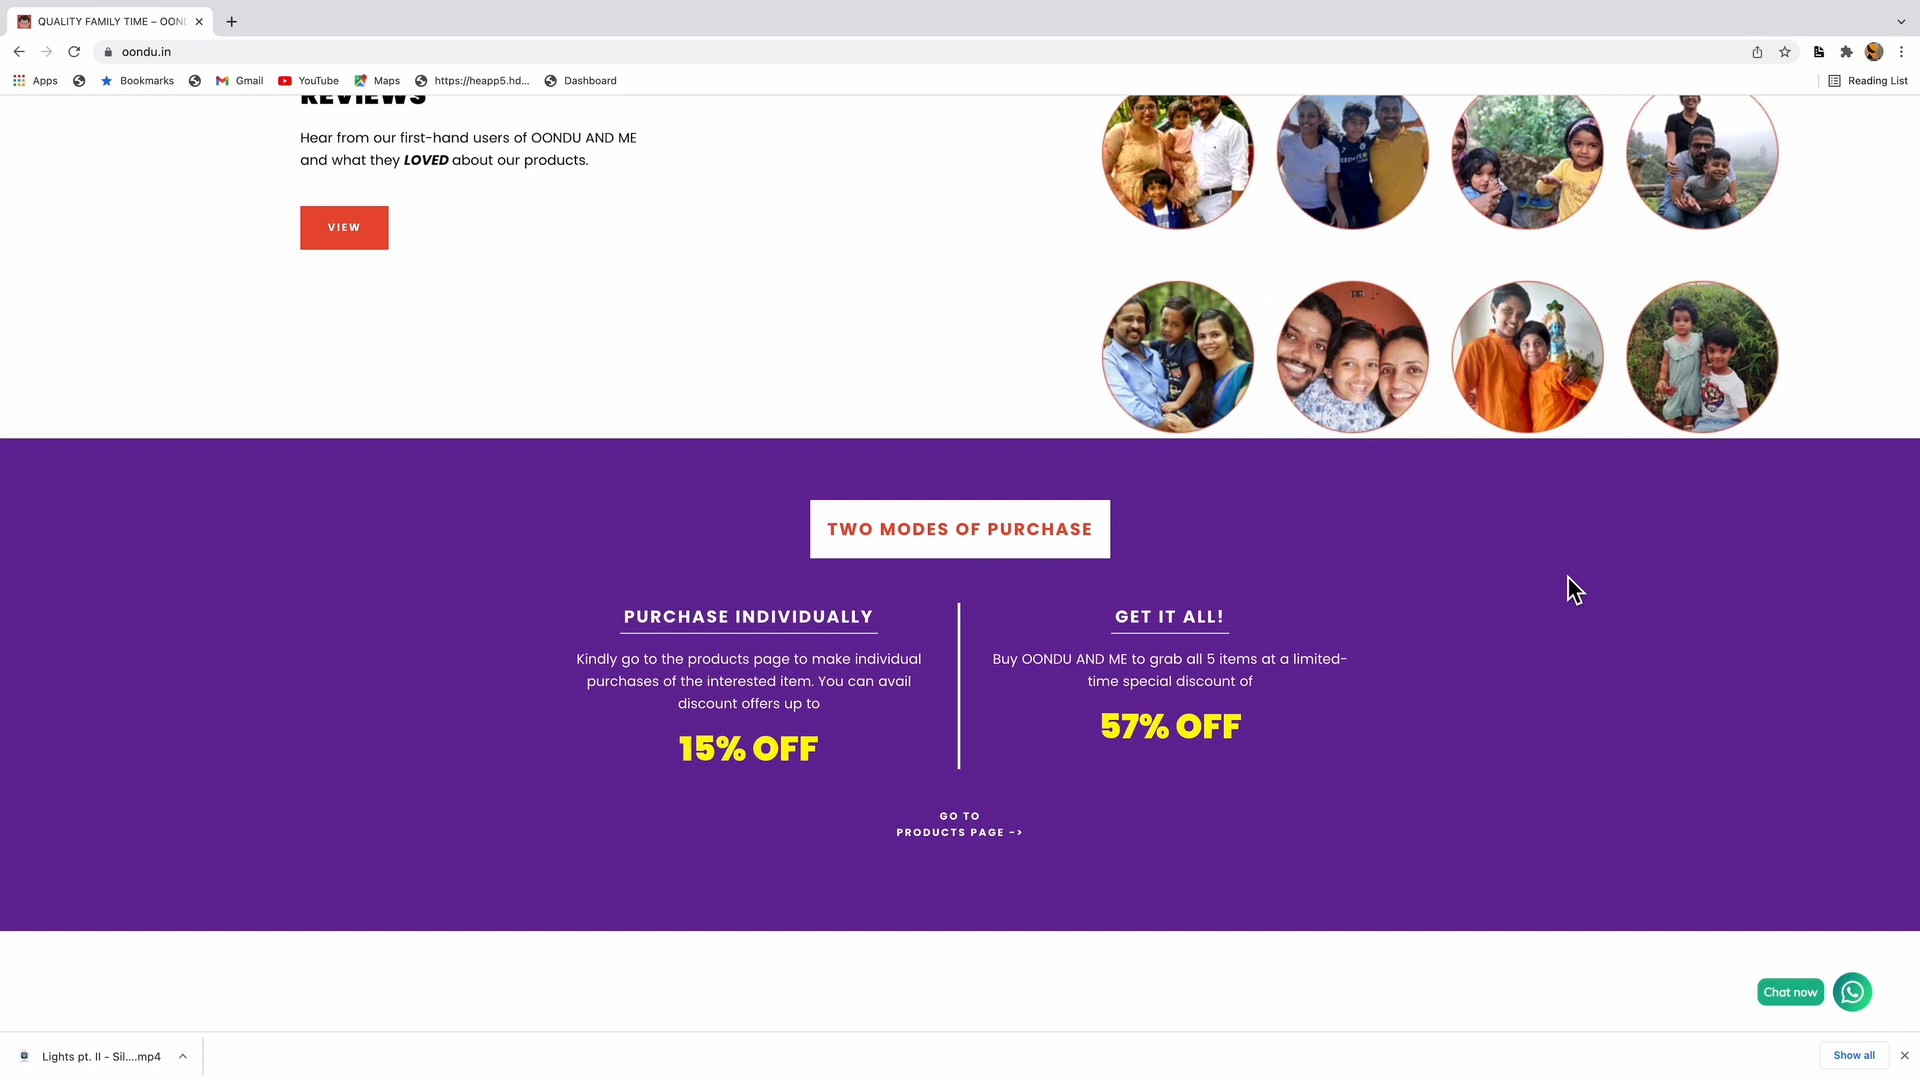 QUALITY FAMILY TIME – OON
oondu.in
Apps
Bookmarks
Gmail
YouTube
Maps
https://heapp5.hd...
Dashboard
Reading List
REVIEWS
Hear from our first-hand users of OONDU AND ME
and what they LOVED about our products.
VIEW
TWO MODES OF PURCHASE
PURCHASE INDIVIDUALLY
Kindly go to the products page to make individual
purchases of the interested item. You can avail
discount offers up to
15% OFF
GET IT ALL!
Buy OONDU AND ME to grab all 5 items at a limited-
time special discount of
57% OFF
GO TO
PRODUCTS PAGE ->
Chat now
Lights pt. II - Sil....mp4
Show all